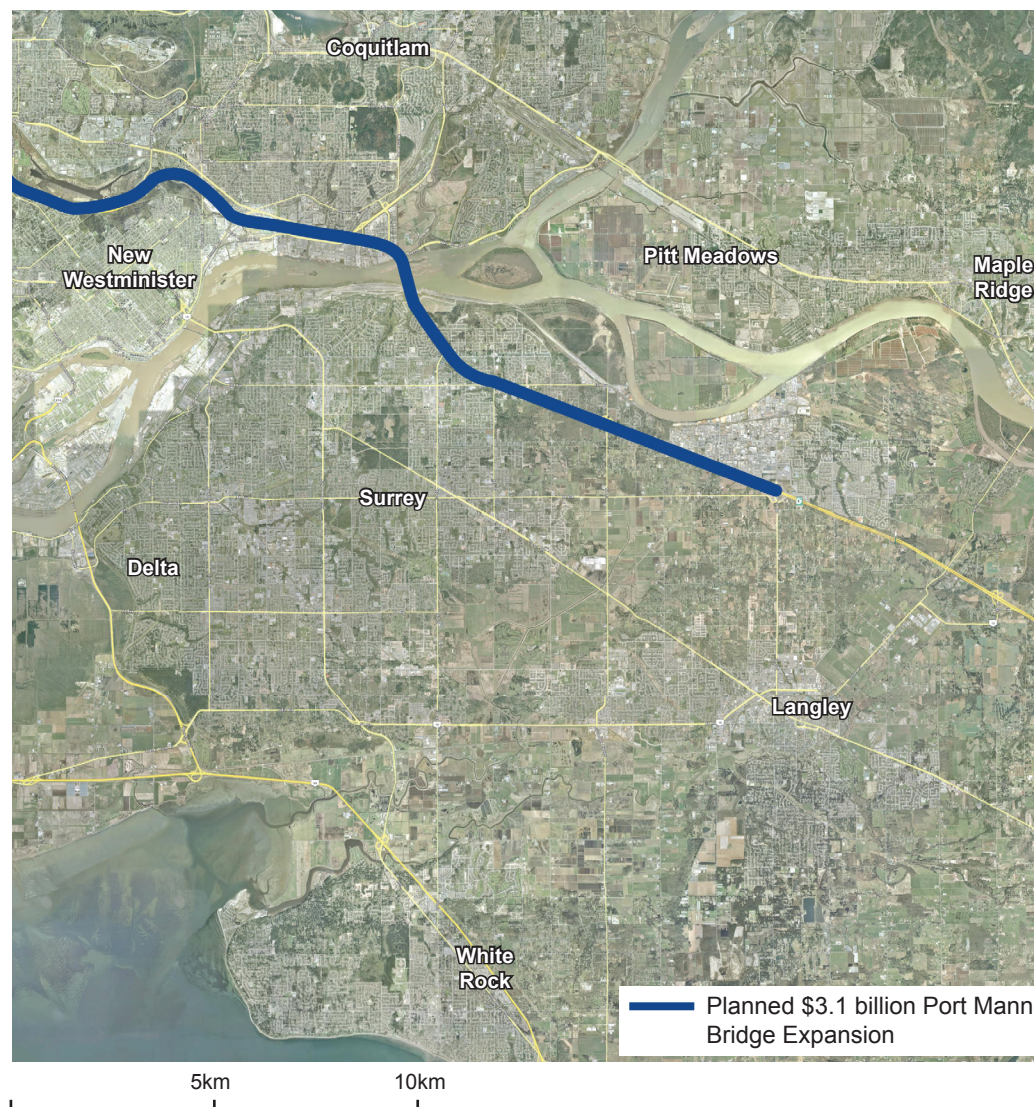 Coquitlam
New
Westminister
Pitt Meadows
Maple
Ridge
Surrey
Delta
Langley
White
Rock
Planned $3.1 billion Port Mann
Bridge Expansion
5km
10km